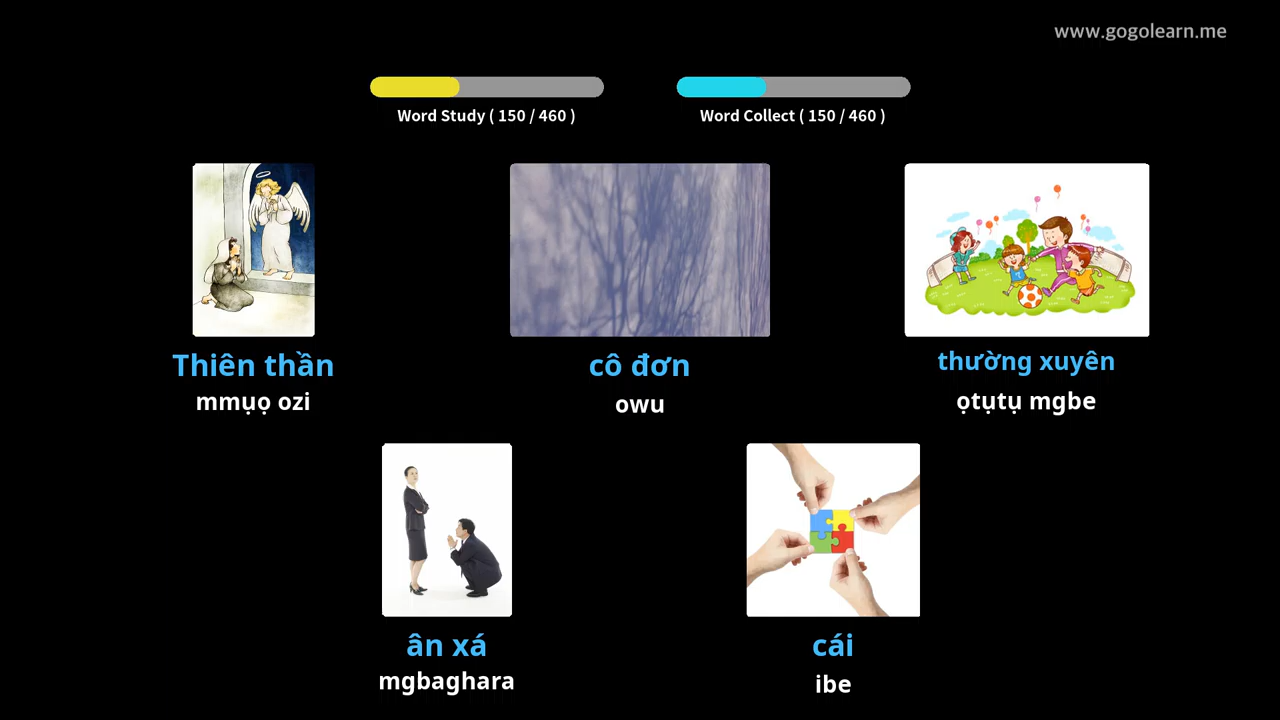 www.gogolearn.me
Word Study ( 150 / 460 )
Word Collect ( 150 / 460 )
Thiên thần
mmụọ ozi
cô đơn
owu
thường xuyên
ọtụtụ mgbe
ân xá
mgbaghara
cái
ibe